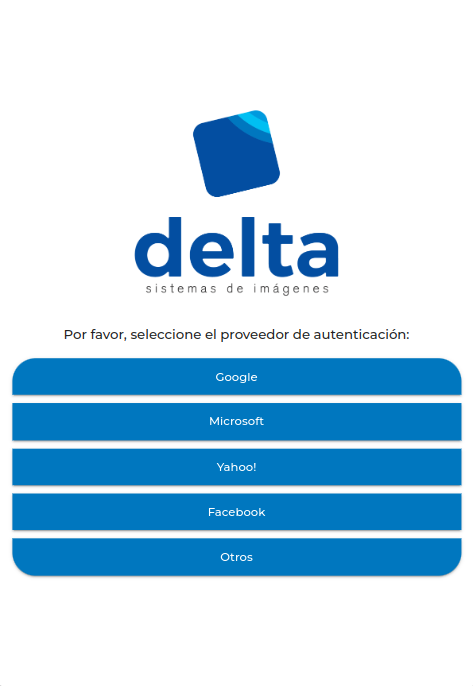 delta
sistemas de imágenes
Por favor, seleccione el proveedor de autenticación:
Google
Microsoft
Yahoo!
Facebook
Otros